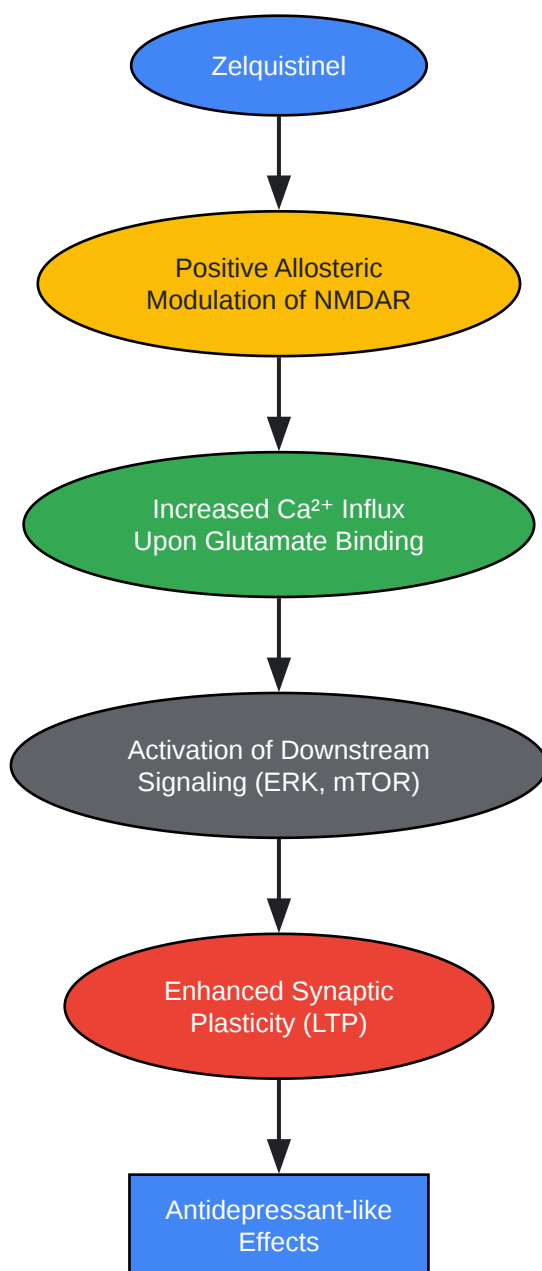 Zelquistinel
Positive Allosteric
Modulation of NMDAR
Increased Ca²⁺ Influx
Upon Glutamate Binding
Activation of Downstream
Signaling (ERK, mTOR)
Enhanced Synaptic
Plasticity (LTP)
Antidepressant-like
Effects